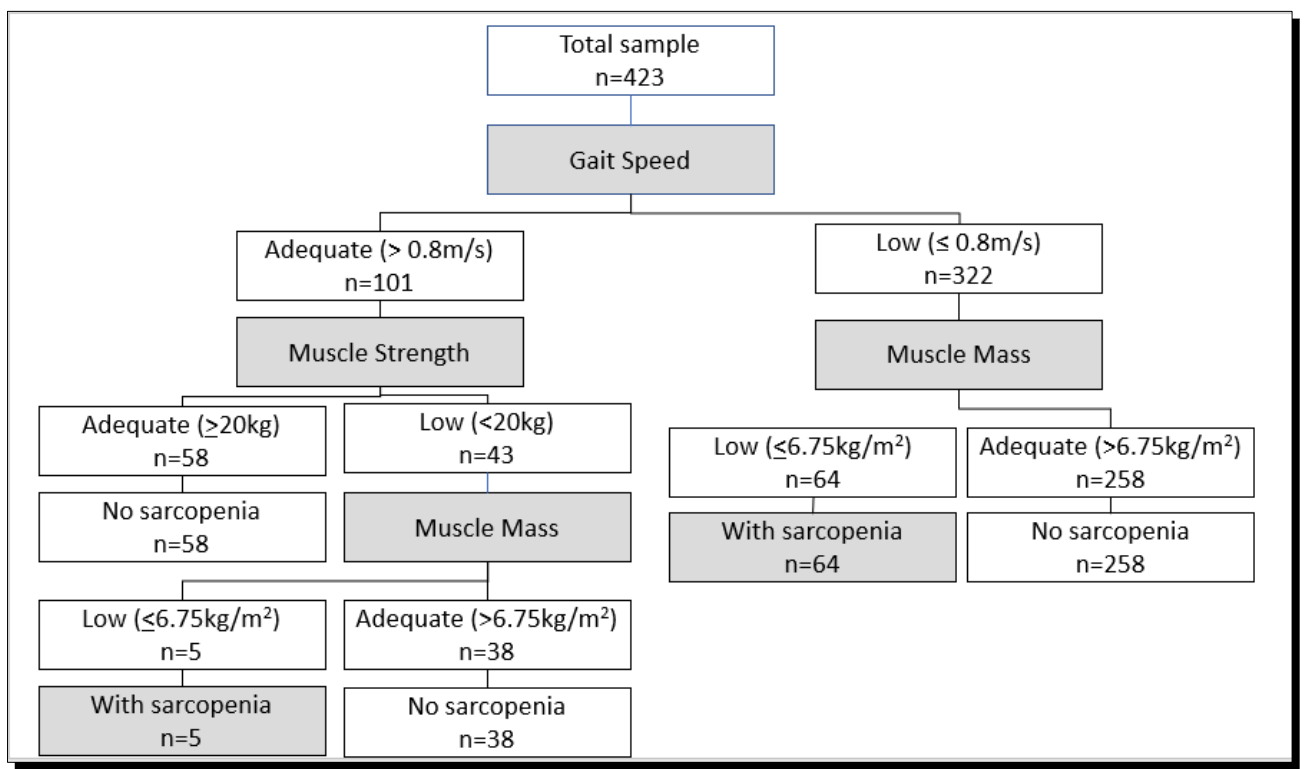 Total sample
n=423
Gait Speed
Adequate (> 0.8m/s)
n=101
Low (≤ 0.8m/s)
n=322
Muscle Strength
Muscle Mass
Adequate (≥20kg)
n=58
Low (<20kg)
n=43
Low (≤6.75kg/m²)
n=64
Adequate (>6.75kg/m²)
n=258
No sarcopenia
n=58
Muscle Mass
With sarcopenia
n=64
No sarcopenia
n=258
Low (≤6.75kg/m²)
n=5
Adequate (>6.75kg/m²)
n=38
With sarcopenia
n=5
No sarcopenia
n=38